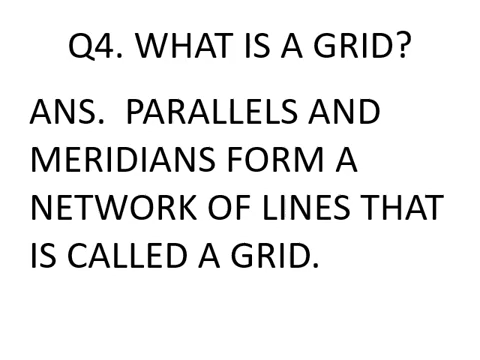 Q4. WHAT IS A GRID?
ANS.  PARALLELS AND
MERIDIANS FORM A
NETWORK OF LINES THAT
IS CALLED A GRID.